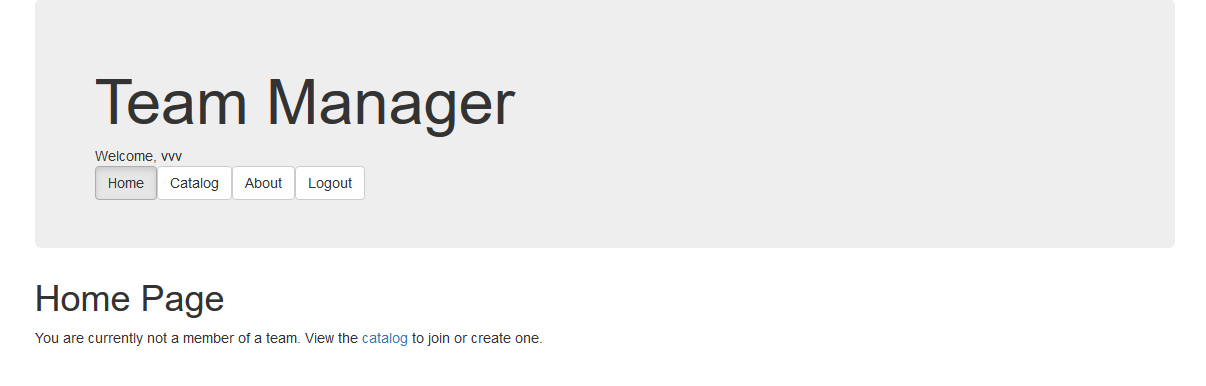 Team Manager
Welcome, vvv
Home Catalog About Logout
Home Page
You are currently not a member of a team. View the catalog to join or create one.